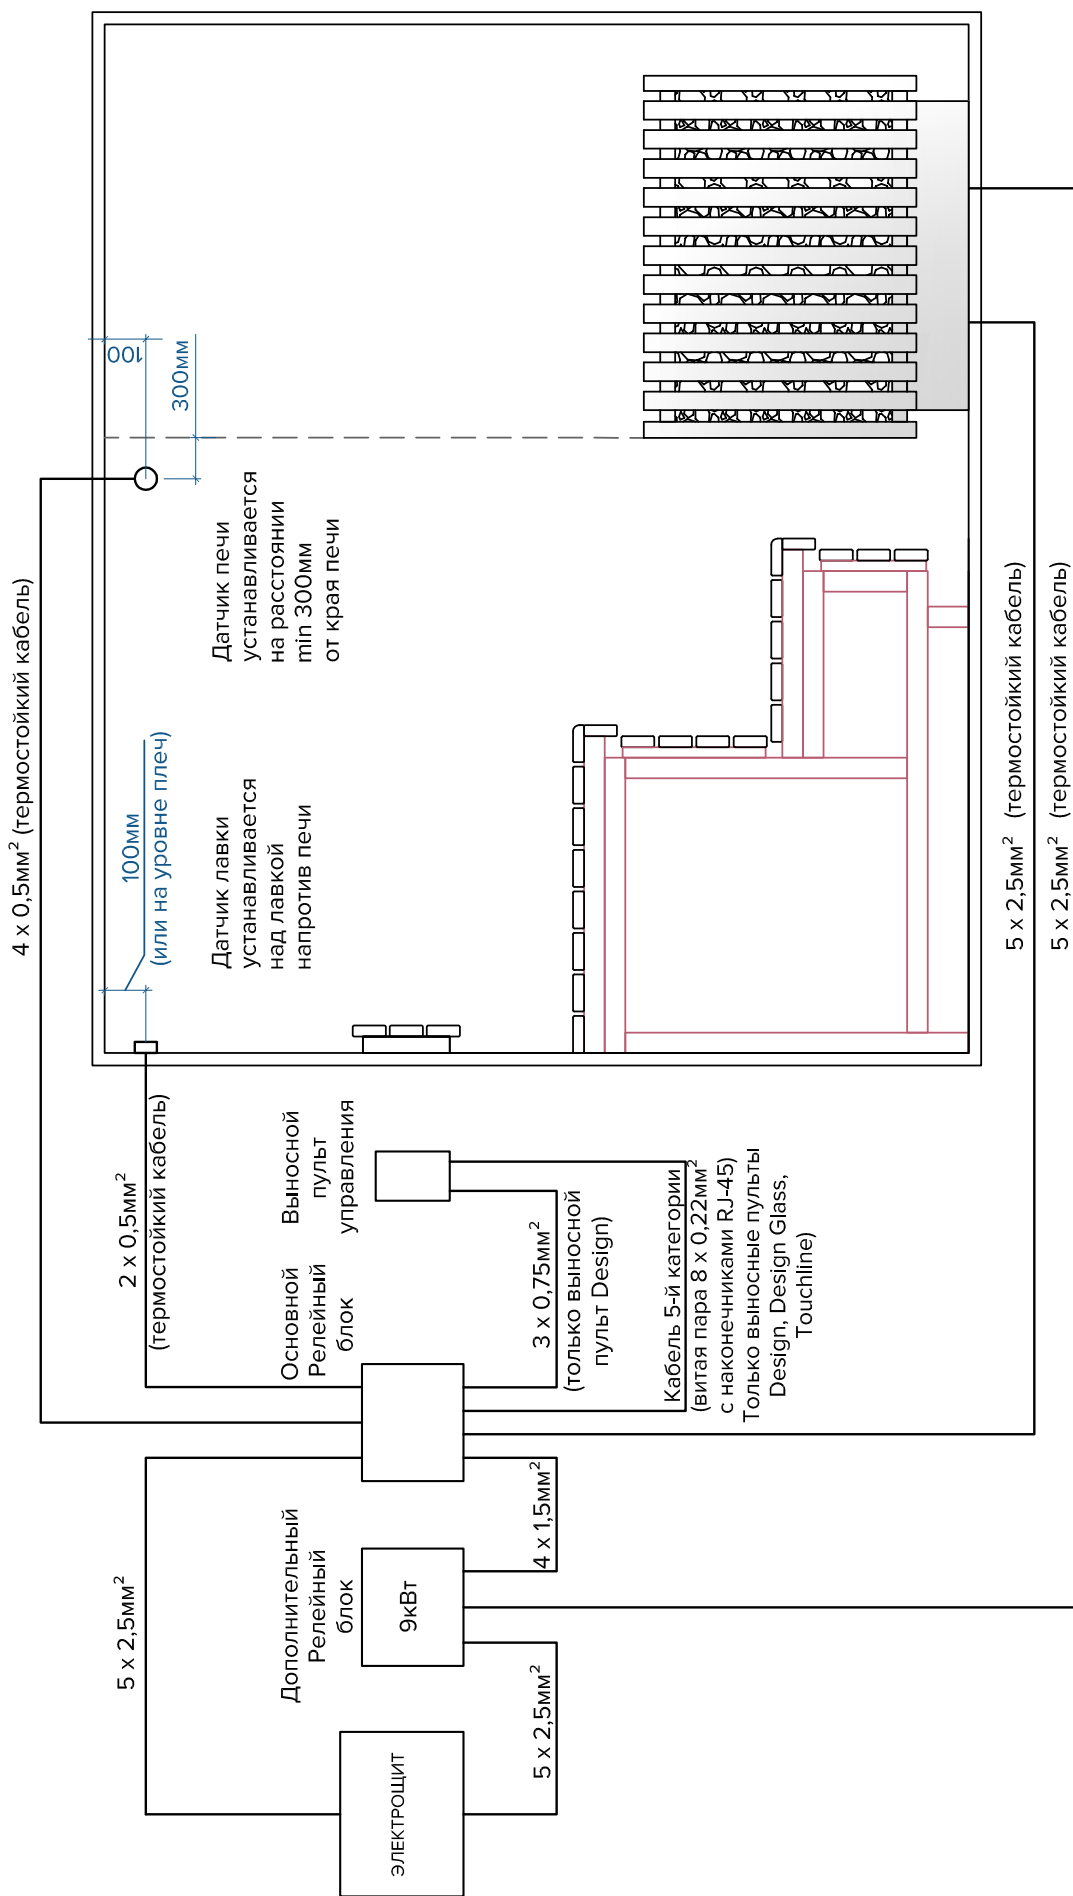 4 x 0,5мм² (термостойкий кабель)
100
300мм
Датчик печи
устанавливается
на расстоянии
min 300мм
от края печи
100мм
(или на уровне плеч)
Датчик лавки
устанавливается
над лавкой
напротив печи
2 x 0,5мм²
(термостойкий кабель)
Выносной
пульт
управления
Основной
Релейный
блок
3 x 0,75мм²
(только выносной
пульт Design)
Кабель 5-й категории
(витая пара 8 x 0,22мм²
с наконечниками RJ-45)
Только выносные пульты
Design, Design Glass,
Touchline)
5 x 2,5мм² (термостойкий кабель)
5 x 2,5мм² (термостойкий кабель)
5 x 2,5мм²
Дополнительный
Релейный
блок
9кВт
4 x 1,5мм²
5 x 2,5мм²
ЭЛЕКТРОЩИТ